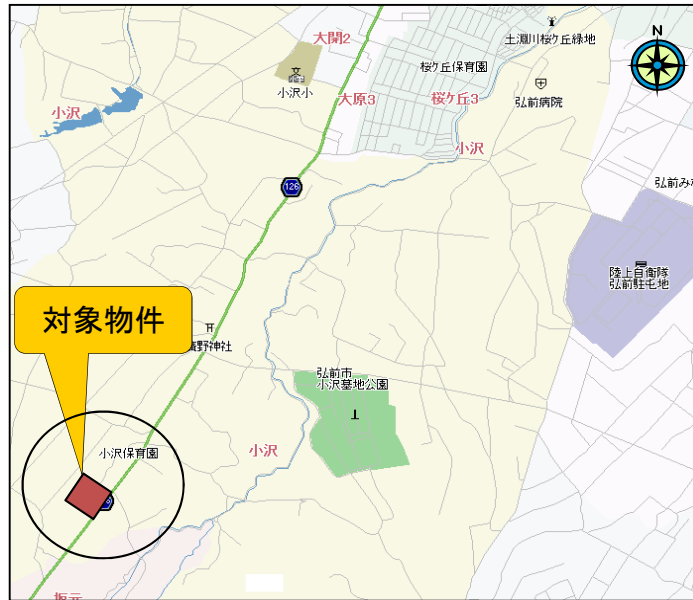 大開2
土淵川桜ケ丘緑地
N
桜ケ丘保育園
小沢小
大原3
桜ケ丘3
弘前病院
小沢
小沢
126
弘前み
陸上自衛隊
弘前駐屯地
対象物件
野神社
弘前市
小沢墓地公園
小沢保育園
小沢
坂元